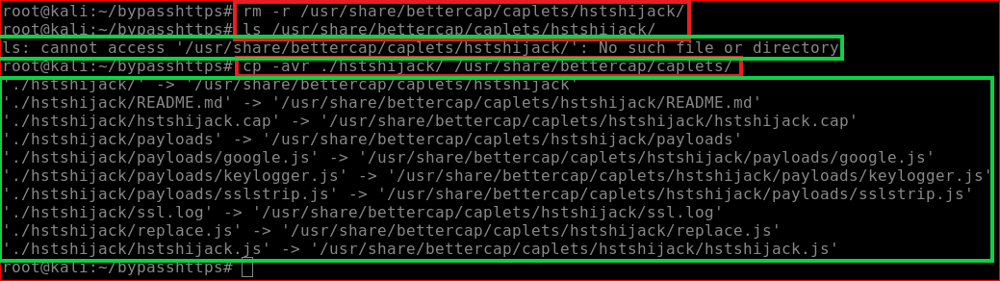 root@kali:~/bypasshttps# rm -r /usr/share/bettercap/caplets/hstshijack/
root@kali:~/bypasshttps# ls /usr/share/bettercap/caplets/hstshijack/
ls: cannot access '/usr/share/bettercap/caplets/hstshijack/': No such file or directory
root@kali:~/bypasshttps# cp -avr ./hstshijack/ /usr/share/bettercap/caplets/
'./hstshijack/' -> '/usr/share/bettercap/caplets/hstshijack'
'./hstshijack/README.md' -> '/usr/share/bettercap/caplets/hstshijack/README.md'
'./hstshijack/hstshijack.cap' -> '/usr/share/bettercap/caplets/hstshijack/hstshijack.cap'
'./hstshijack/payloads' -> '/usr/share/bettercap/caplets/hstshijack/payloads'
'./hstshijack/payloads/google.js' -> '/usr/share/bettercap/caplets/hstshijack/payloads/google.js'
'./hstshijack/payloads/keylogger.js' -> '/usr/share/bettercap/caplets/hstshijack/payloads/keylogger.js'
'./hstshijack/payloads/sslstrip.js' -> '/usr/share/bettercap/caplets/hstshijack/payloads/sslstrip.js'
'./hstshijack/ssl.log' -> '/usr/share/bettercap/caplets/hstshijack/ssl.log'
'./hstshijack/replace.js' -> '/usr/share/bettercap/caplets/hstshijack/replace.js'
'./hstshijack/hstshijack.js' -> '/usr/share/bettercap/caplets/hstshijack/hstshijack.js'
root@kali:~/bypasshttps#